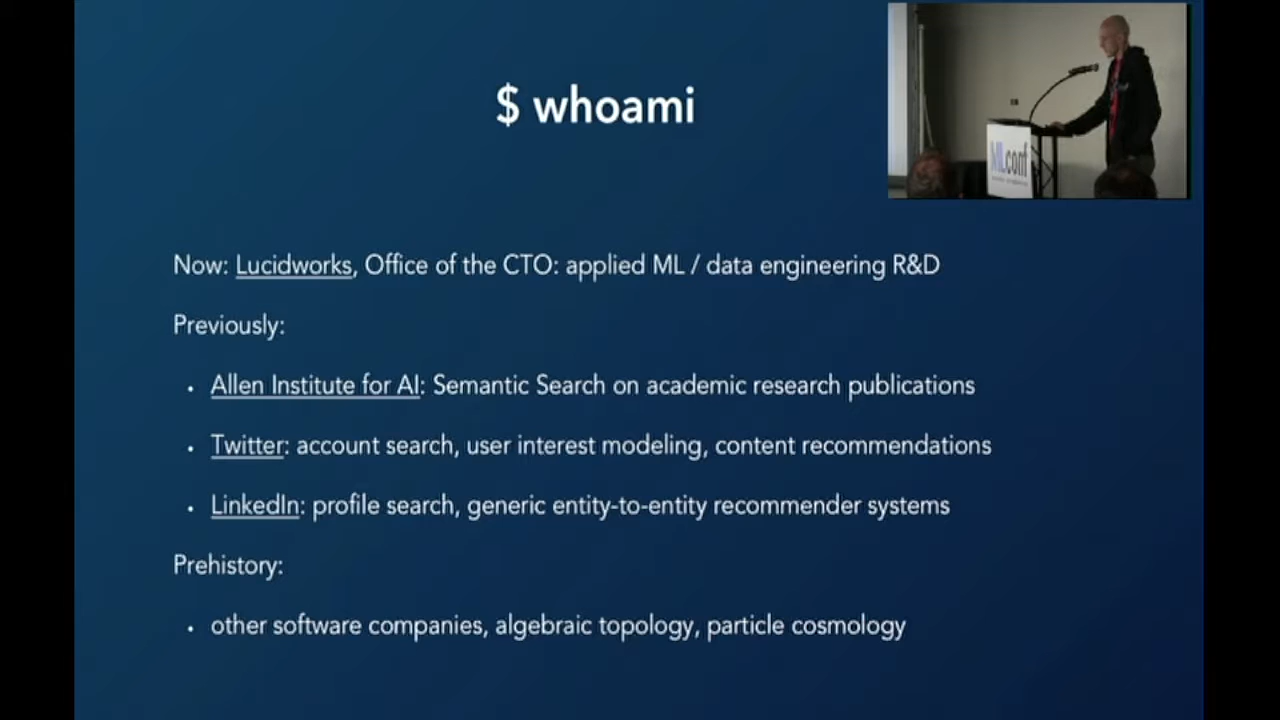 $ whoami
MLconf
Now: Lucidworks, Office of the CTO: applied ML / data engineering R&D
Previously:
• Allen Institute for AI: Semantic Search on academic research publications
• Twitter: account search, user interest modeling, content recommendations
• LinkedIn: profile search, generic entity-to-entity recommender systems
Prehistory:
• other software companies, algebraic topology, particle cosmology